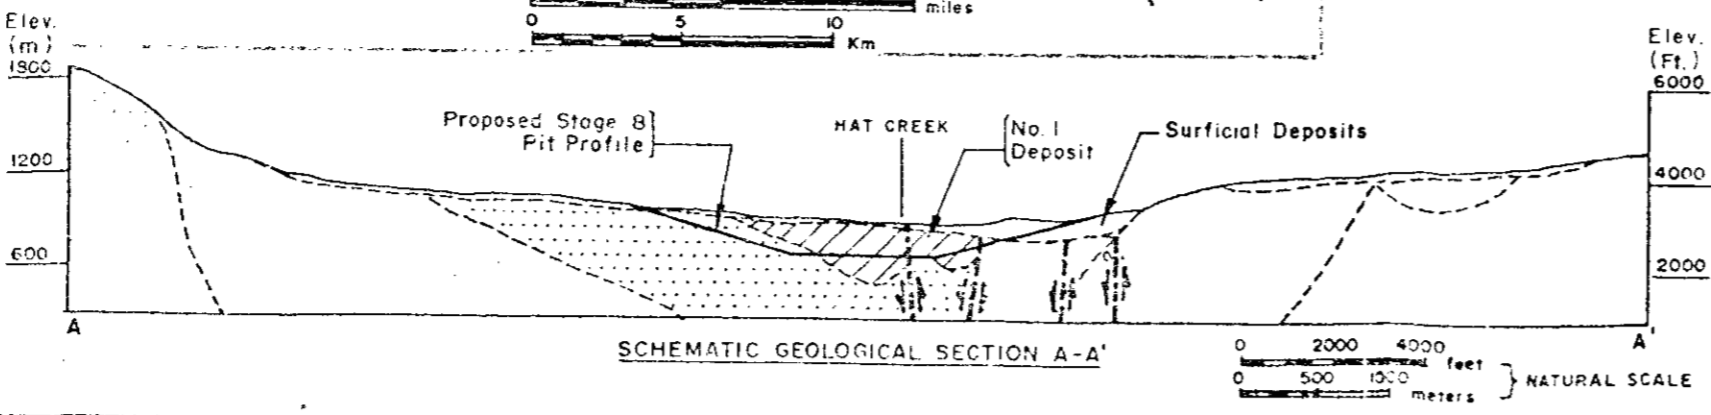 miles
0 5 10
Km
Elev.
(m)
1800
1200
600
Elev.
(Ft.)
6000
4000
2000
Proposed Stage 8
Pit Profile
HAT CREEK
No. 1
Deposit
Surficial Deposits
A
A'
SCHEMATIC GEOLOGICAL SECTION A-A'
0 2000 4000
feet
0 500 1000
meters
NATURAL SCALE